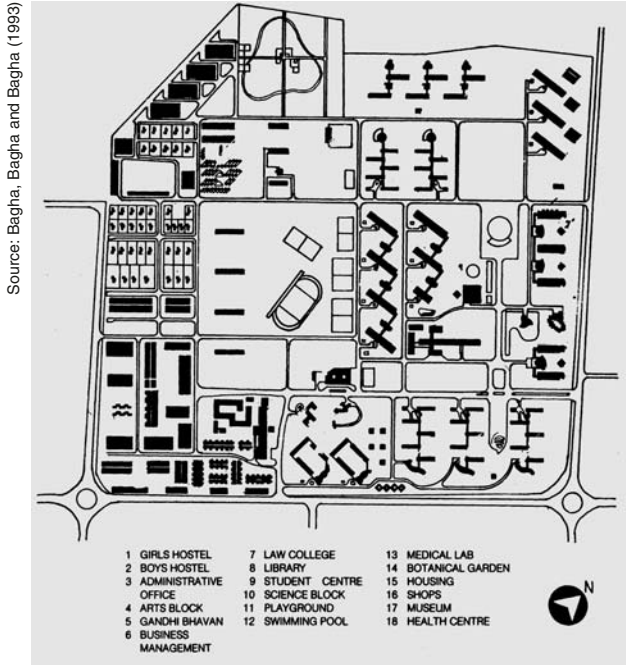 Source: Bagha, Bagha and Bagha (1993)
1 GIRLS HOSTEL
2 BOYS HOSTEL
3 ADMINISTRATIVE
OFFICE
4 ARTS BLOCK
5 GANDHI BHAVAN
6 BUSINESS
MANAGEMENT
7 LAW COLLEGE
8 LIBRARY
9 STUDENT CENTRE
10 SCIENCE BLOCK
11 PLAYGROUND
12 SWIMMING POOL
13 MEDICAL LAB
14 BOTANICAL GARDEN
15 HOUSING
16 SHOPS
17 MUSEUM
18 HEALTH CENTRE
N